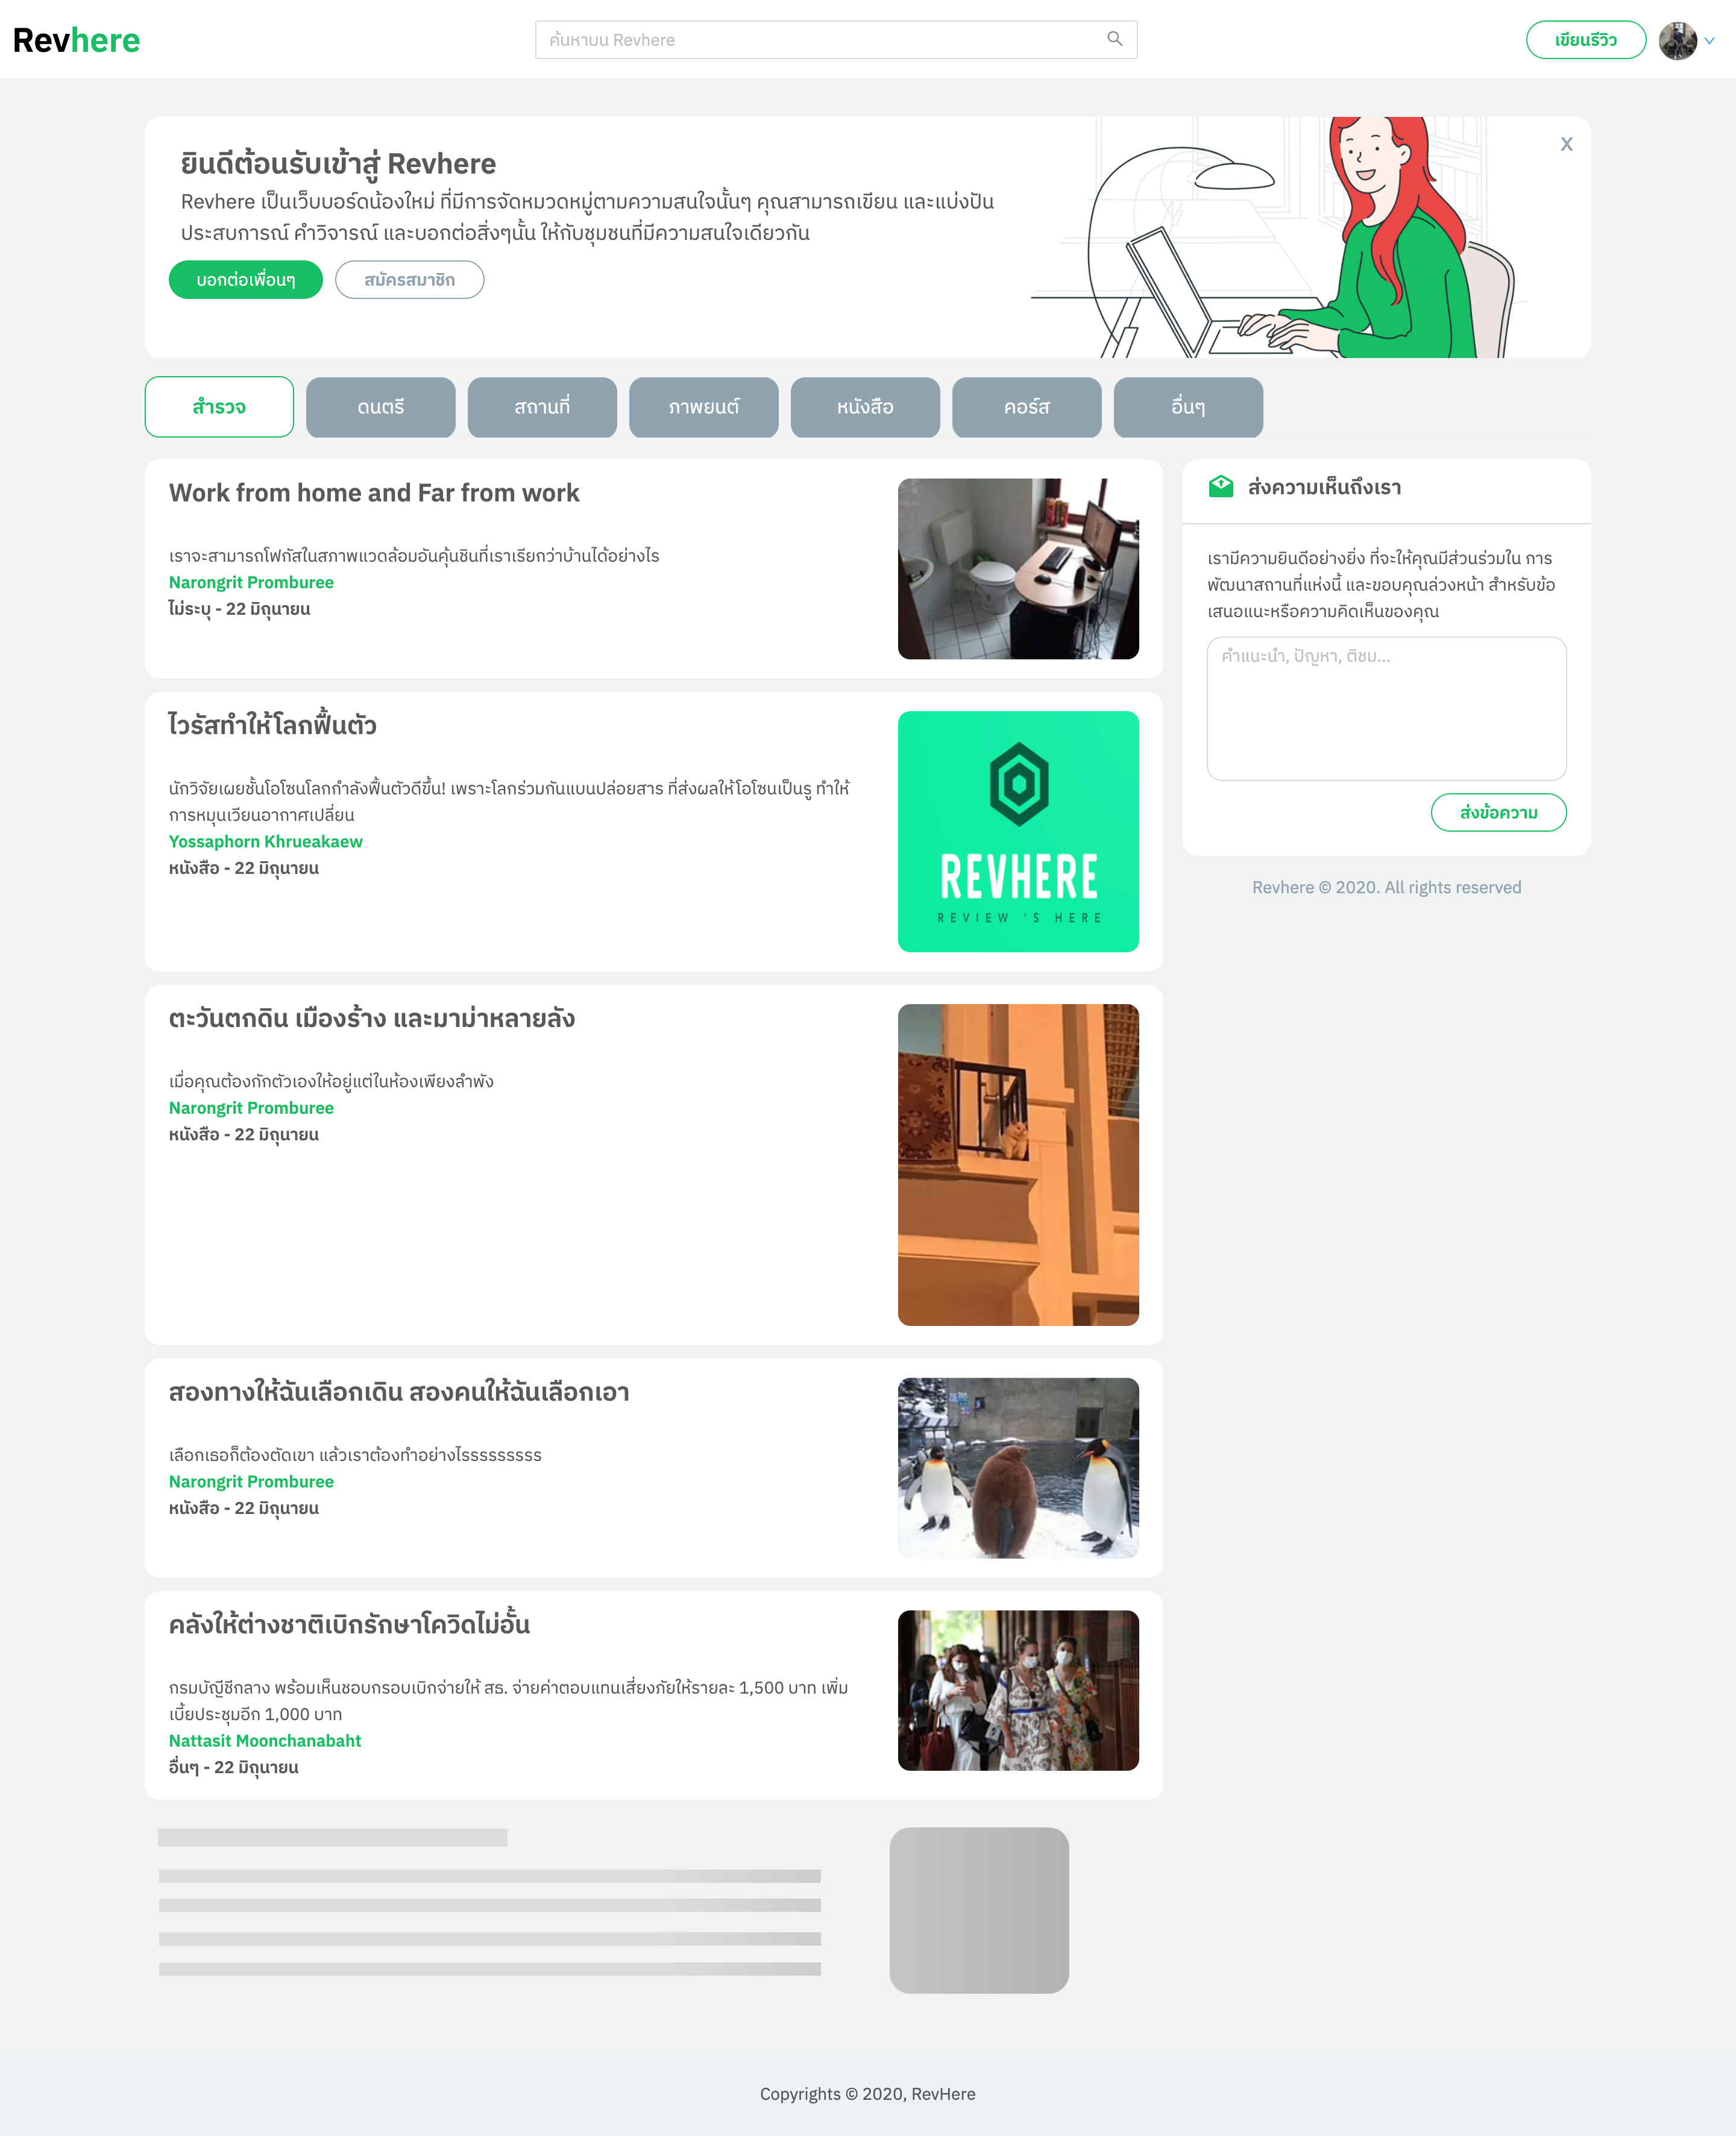 Revhere
ค้นหาบน Revhere
เขียนรีวิว
ยินดีต้อนรับเข้าสู่ Revhere
X
Revhere เป็นเว็บบอร์ดน้องใหม่ ที่มีการจัดหมวดหมู่ตามความสนใจนั้นๆ คุณสามารถเขียน และแบ่งปัน
ประสบการณ์ คำวิจารณ์ และบอกต่อสิ่งๆนั้น ให้กับชุมชนที่มีความสนใจเดียวกัน
บอกต่อเพื่อนๆ
สมัครสมาชิก
สำรวจ
ดนตรี
สถานที่
ภาพยนต์
หนังสือ
คอร์ส
อื่นๆ
Work from home and Far from work
เราจะสามารถโฟกัสในสภาพแวดล้อมอันคุ้นชินที่เราเรียกว่าบ้านได้อย่างไร
Narongrit Promburee
ไม่ระบุ - 22 มิถุนายน
ไวรัสทำให้โลกฟื้นตัว
นักวิจัยเผยชั้นโอโซนโลกกำลังฟื้นตัวดีขึ้น! เพราะโลกร่วมกันแบนปล่อยสาร ที่ส่งผลให้โอโซนเป็นรู ทำให้
การหมุนเวียนอากาศเปลี่ยน
Yossaphorn Khrueakaew
หนังสือ - 22 มิถุนายน
REVHERE
REVIEW 'S HERE
ตะวันตกดิน เมืองร้าง และมาม่าหลายลัง
เมื่อคุณต้องกักตัวเองให้อยู่แต่ในห้องเพียงลำพัง
Narongrit Promburee
หนังสือ - 22 มิถุนายน
สองทางให้ฉันเลือกเดิน สองคนให้ฉันเลือกเอา
เลือกเธอก็ต้องตัดเขา แล้วเราต้องทำอย่างไรรรรรรรรร
Narongrit Promburee
หนังสือ - 22 มิถุนายน
คลังให้ต่างชาติเบิกรักษาโควิดไม่อั้น
กรมบัญชีกลาง พร้อมเห็นชอบกรอบเบิกจ่ายให้ สธ. จ่ายค่าตอบแทนเสี่ยงภัยให้รายละ 1,500 บาท เพิ่ม
เบี้ยประชุมอีก 1,000 บาท
Nattasit Moonchanabaht
อื่นๆ - 22 มิถุนายน
ส่งความเห็นถึงเรา
เรามีความยินดีอย่างยิ่ง ที่จะให้คุณมีส่วนร่วมใน การ
พัฒนาสถานที่แห่งนี้ และขอบคุณล่วงหน้า สำหรับข้อ
เสนอแนะหรือความคิดเห็นของคุณ
คำแนะนำ, ปัญหา, ติชม...
ส่งข้อความ
Revhere © 2020. All rights reserved
Copyrights © 2020, RevHere